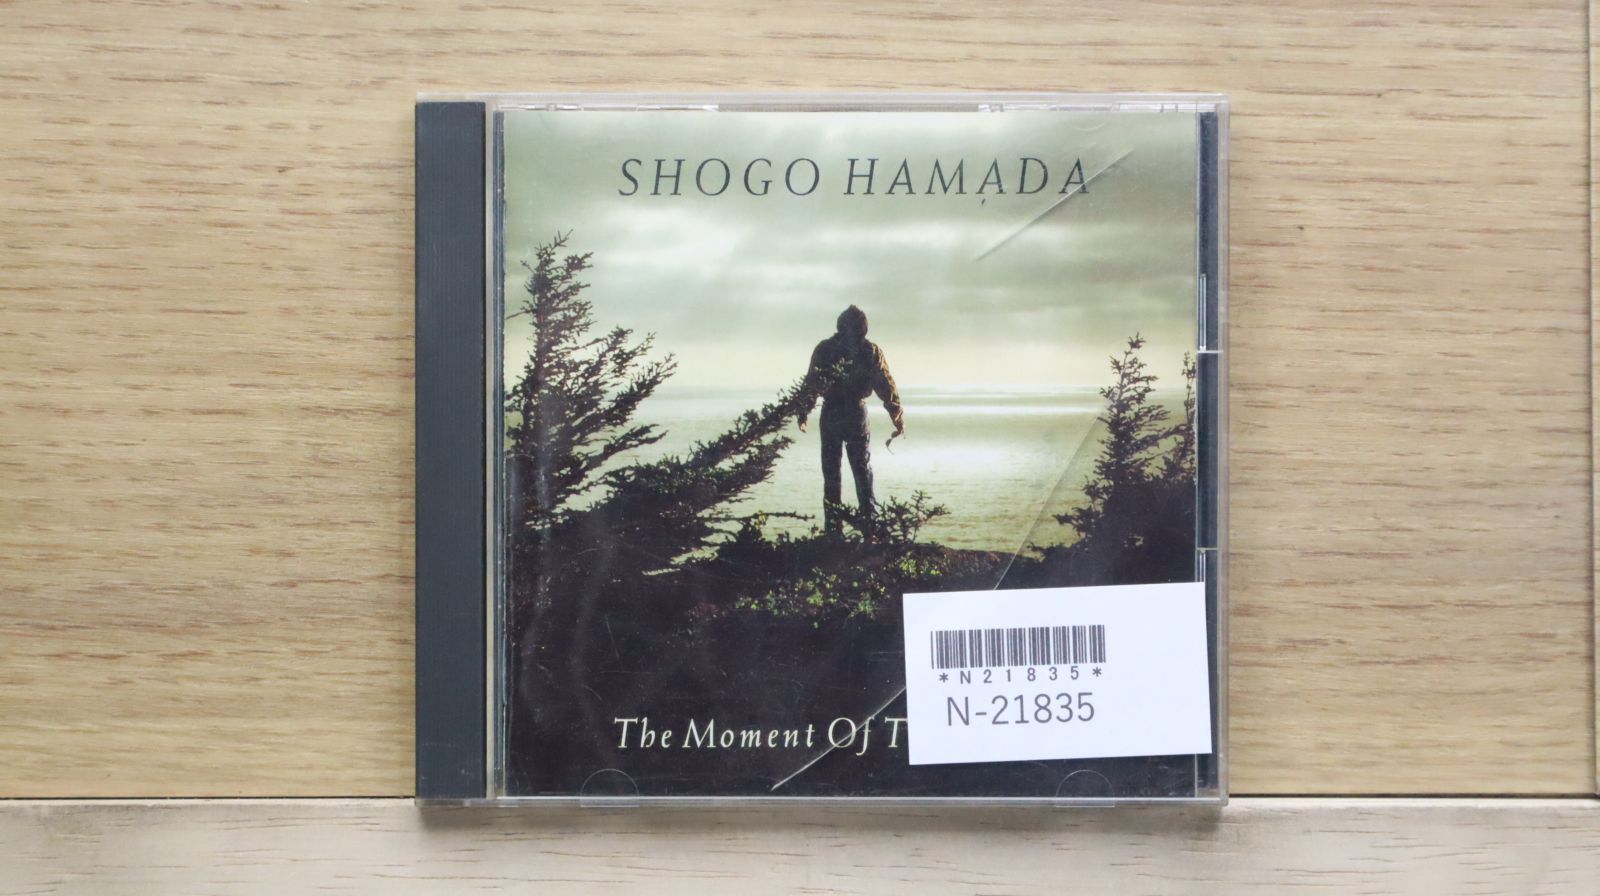 SHOGO HAMADA
The Moment Of T
*N21835*
N-21835